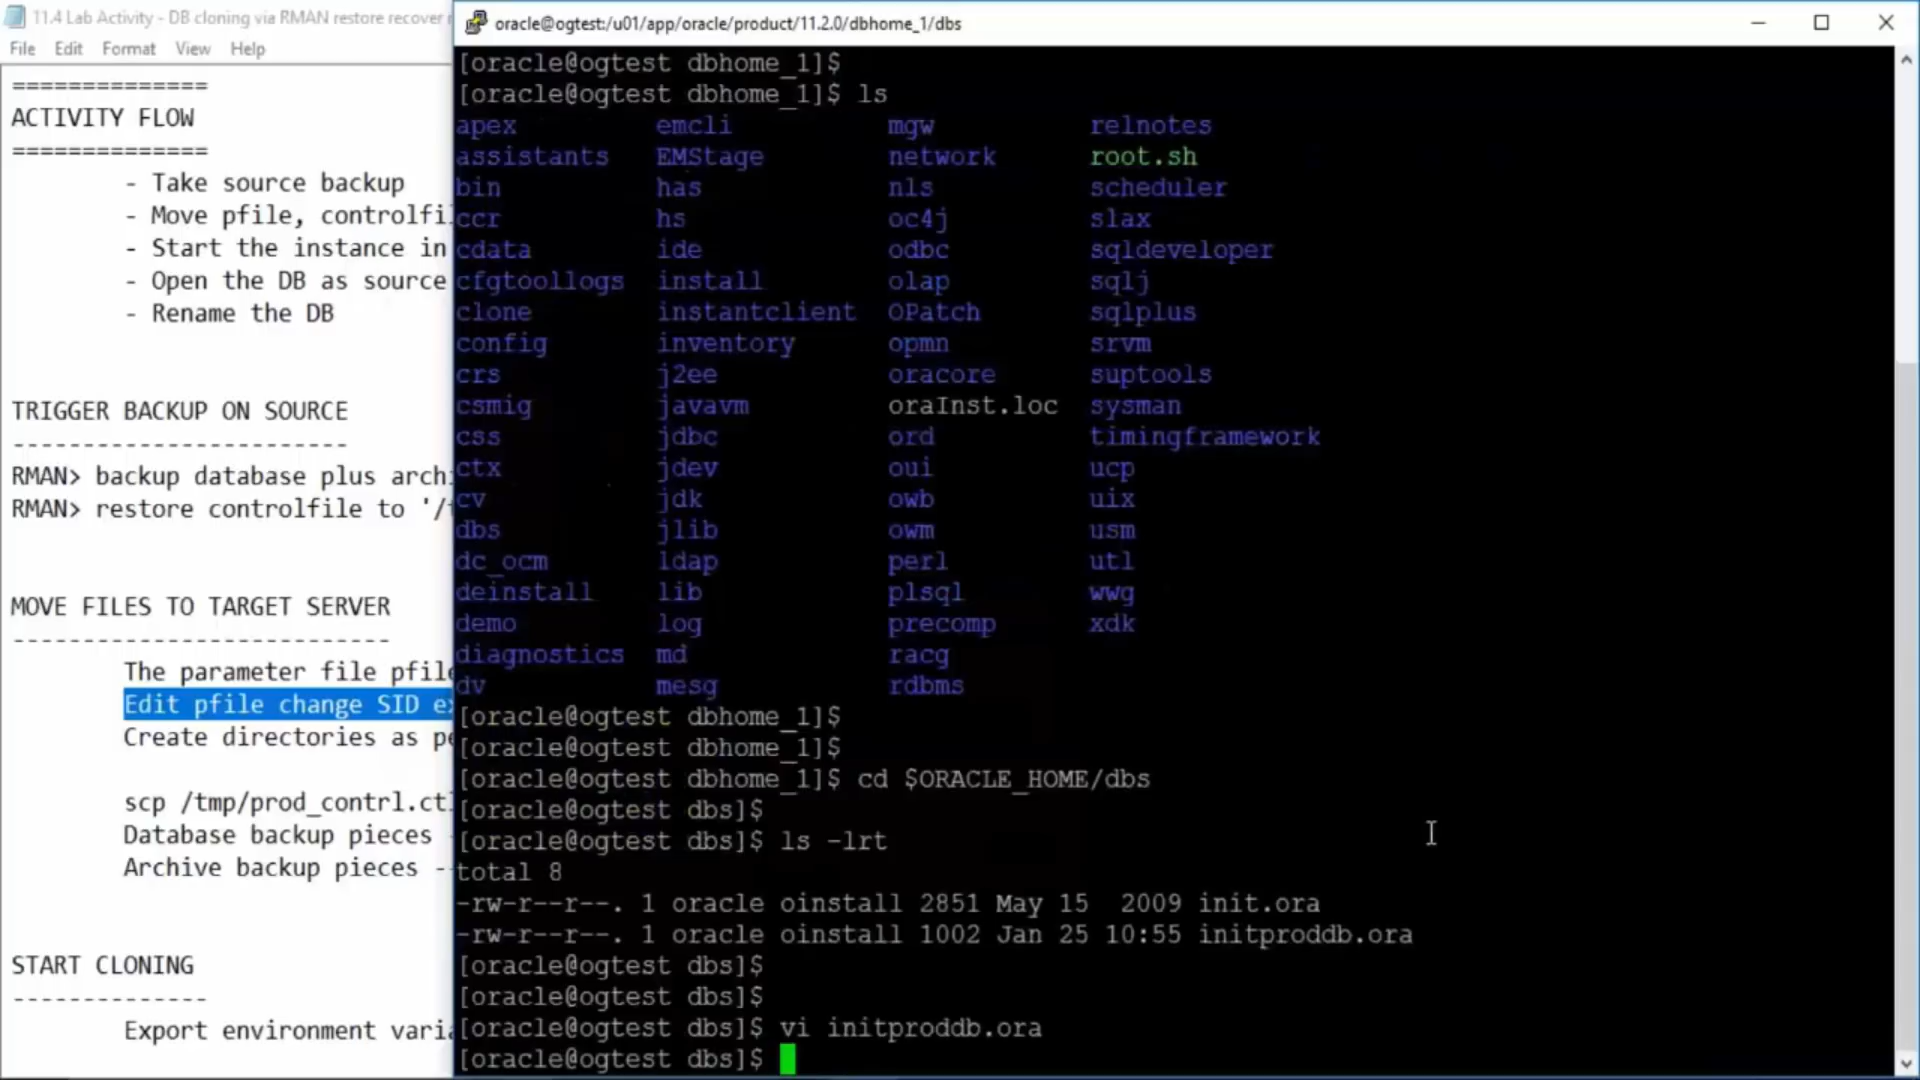 11.4 Lab Activity - DB cloning via RMAN restore recover
File Edit Format View Help
==============
ACTIVITY FLOW
==============
- Take source backup
- Move pfile, controlfi
- Start the instance in
- Open the DB as source
- Rename the DB
TRIGGER BACKUP ON SOURCE
------------------------
RMAN> backup database plus archi
RMAN> restore controlfile to '/
MOVE FILES TO TARGET SERVER
---------------------------
The parameter file pfile
Edit pfile change SID ex
Create directories as pe
scp /tmp/prod_contrl.ctl
Database backup pieces -
Archive backup pieces --
START CLONING
--------------
Export environment varia
oracle@ogtest:/u01/app/oracle/product/11.2.0/dbhome_1/dbs
[oracle@ogtest dbhome_1]$
[oracle@ogtest dbhome_1]$ ls
apex emcli mgw relnotes
assistants EMStage network root.sh
bin has nls scheduler
ccr hs oc4j slax
cdata ide odbc sqldeveloper
cfgtoollogs install olap sqlj
clone instantclient OPatch sqlplus
config inventory opmn srvm
crs j2ee oracore suptools
csmig javavm oraInst.loc sysman
css jdbc ord timingframework
ctx jdev oui ucp
cv jdk owb uix
dbs jlib owm usm
dc_ocm ldap perl utl
deinstall lib plsql wwg
demo log precomp xdk
diagnostics md racg
dv mesg rdbms
[oracle@ogtest dbhome_1]$
[oracle@ogtest dbhome_1]$
[oracle@ogtest dbhome_1]$ cd $ORACLE_HOME/dbs
[oracle@ogtest dbs]$
[oracle@ogtest dbs]$ ls -lrt
total 8
-rw-r--r--. 1 oracle oinstall 2851 May 15  2009 init.ora
-rw-r--r--. 1 oracle oinstall 1002 Jan 25 10:55 initproddb.ora
[oracle@ogtest dbs]$
[oracle@ogtest dbs]$
[oracle@ogtest dbs]$ vi initproddb.ora
[oracle@ogtest dbs]$